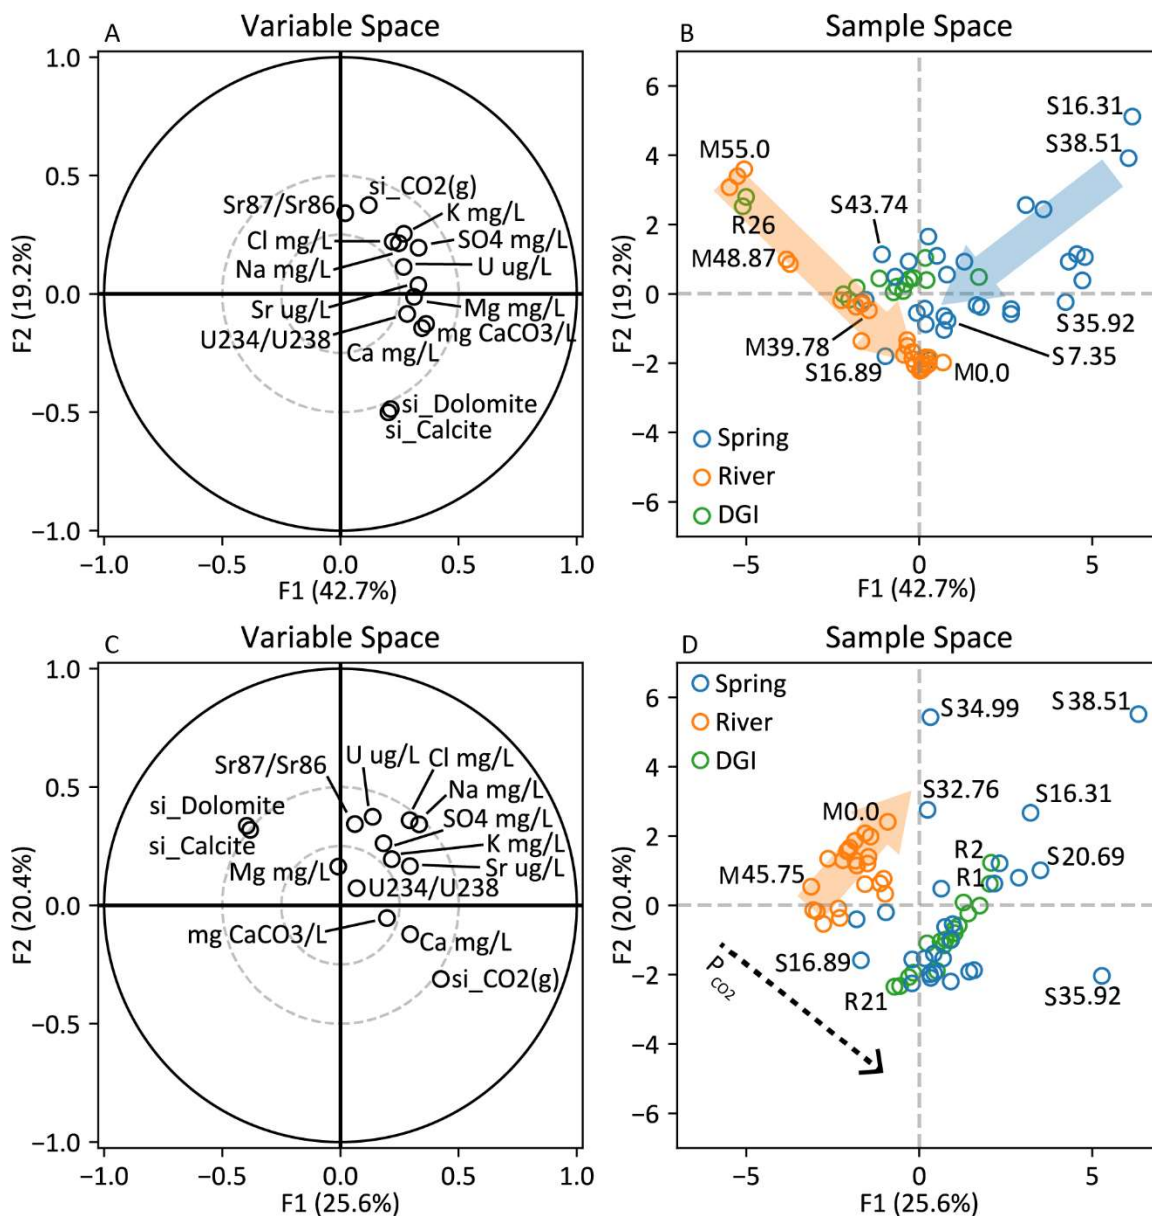 A
Variable Space
1.0
0.5
0.0
−0.5
−1.0
F2 (19.2%)
si_CO2(g)
Sr87/Sr86
K mg/L
Cl mg/L
SO4 mg/L
Na mg/L
U ug/L
Sr ug/L
Mg mg/L
U234/U238
mg CaCO3/L
Ca mg/L
si_Dolomite
si_Calcite
−1.0
−0.5
0.0
0.5
1.0
F1 (42.7%)
B
Sample Space
6
4
2
0
−2
−4
−6
F2 (19.2%)
S16.31
S38.51
M55.0
S43.74
R26
M48.87
S35.92
M39.78
S7.35
S16.89
M0.0
Spring
River
DGI
−5
0
5
F1 (42.7%)
C
Variable Space
1.0
0.5
0.0
−0.5
−1.0
F2 (20.4%)
U ug/L
Cl mg/L
Sr87/Sr86
Na mg/L
si_Dolomite
SO4 mg/L
si_Calcite
K mg/L
Mg mg/L
Sr ug/L
U234/U238
mg CaCO3/L
Ca mg/L
si_CO2(g)
−1.0
−0.5
0.0
0.5
1.0
F1 (25.6%)
D
Sample Space
6
4
2
0
−2
−4
−6
F2 (20.4%)
Spring
River
DGI
S34.99
S38.51
S32.76
S16.31
M0.0
R2
S20.69
R1
M45.75
S16.89
R21
S35.92
PCO2
−5
0
5
F1 (25.6%)